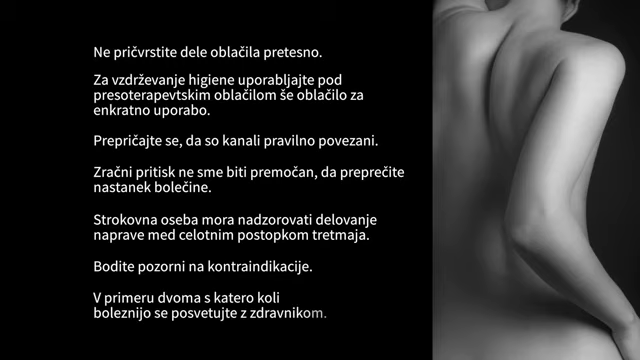 Ne pričvrstite dele oblačila pretesno.
Za vzdrževanje higiene uporabljajte pod
presoterapevtskim oblačilom še oblačilo za
enkratno uporabo.
Prepričajte se, da so kanali pravilno povezani.
Zračni pritisk ne sme biti premočan, da preprečite
nastanek bolečine.
Strokovna oseba mora nadzorovati delovanje
naprave med celotnim postopkom tretmaja.
Bodite pozorni na kontraindikacije.
V primeru dvoma s katero koli
boleznijo se posvetujte z zdravnikom.